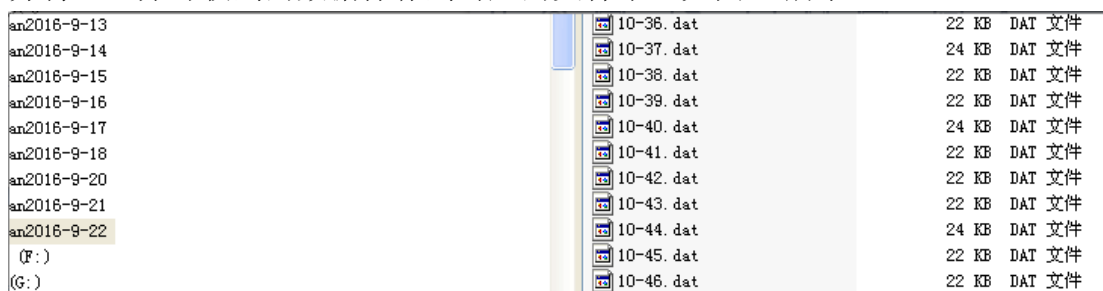 an2016-9-13
an2016-9-14
an2016-9-15
an2016-9-16
an2016-9-17
an2016-9-18
an2016-9-20
an2016-9-21
an2016-9-22
(F:)
(G:)
10-36.dat 22 KB DAT 文件
10-37.dat 24 KB DAT 文件
10-38.dat 22 KB DAT 文件
10-39.dat 22 KB DAT 文件
10-40.dat 24 KB DAT 文件
10-41.dat 22 KB DAT 文件
10-42.dat 22 KB DAT 文件
10-43.dat 22 KB DAT 文件
10-44.dat 24 KB DAT 文件
10-45.dat 22 KB DAT 文件
10-46.dat 22 KB DAT 文件